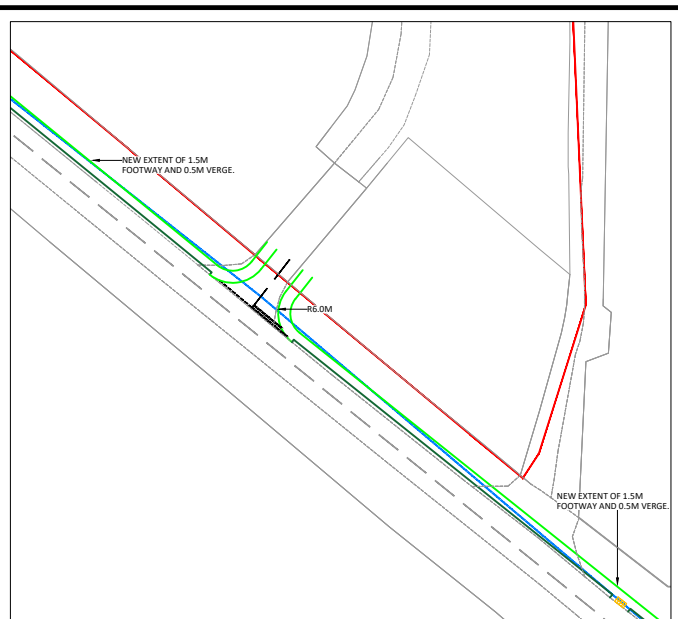 NEW EXTENT OF 1.5M
FOOTWAY AND 0.5M VERGE.
R6.0M
NEW EXTENT OF 1.5M
FOOTWAY AND 0.5M VERGE.